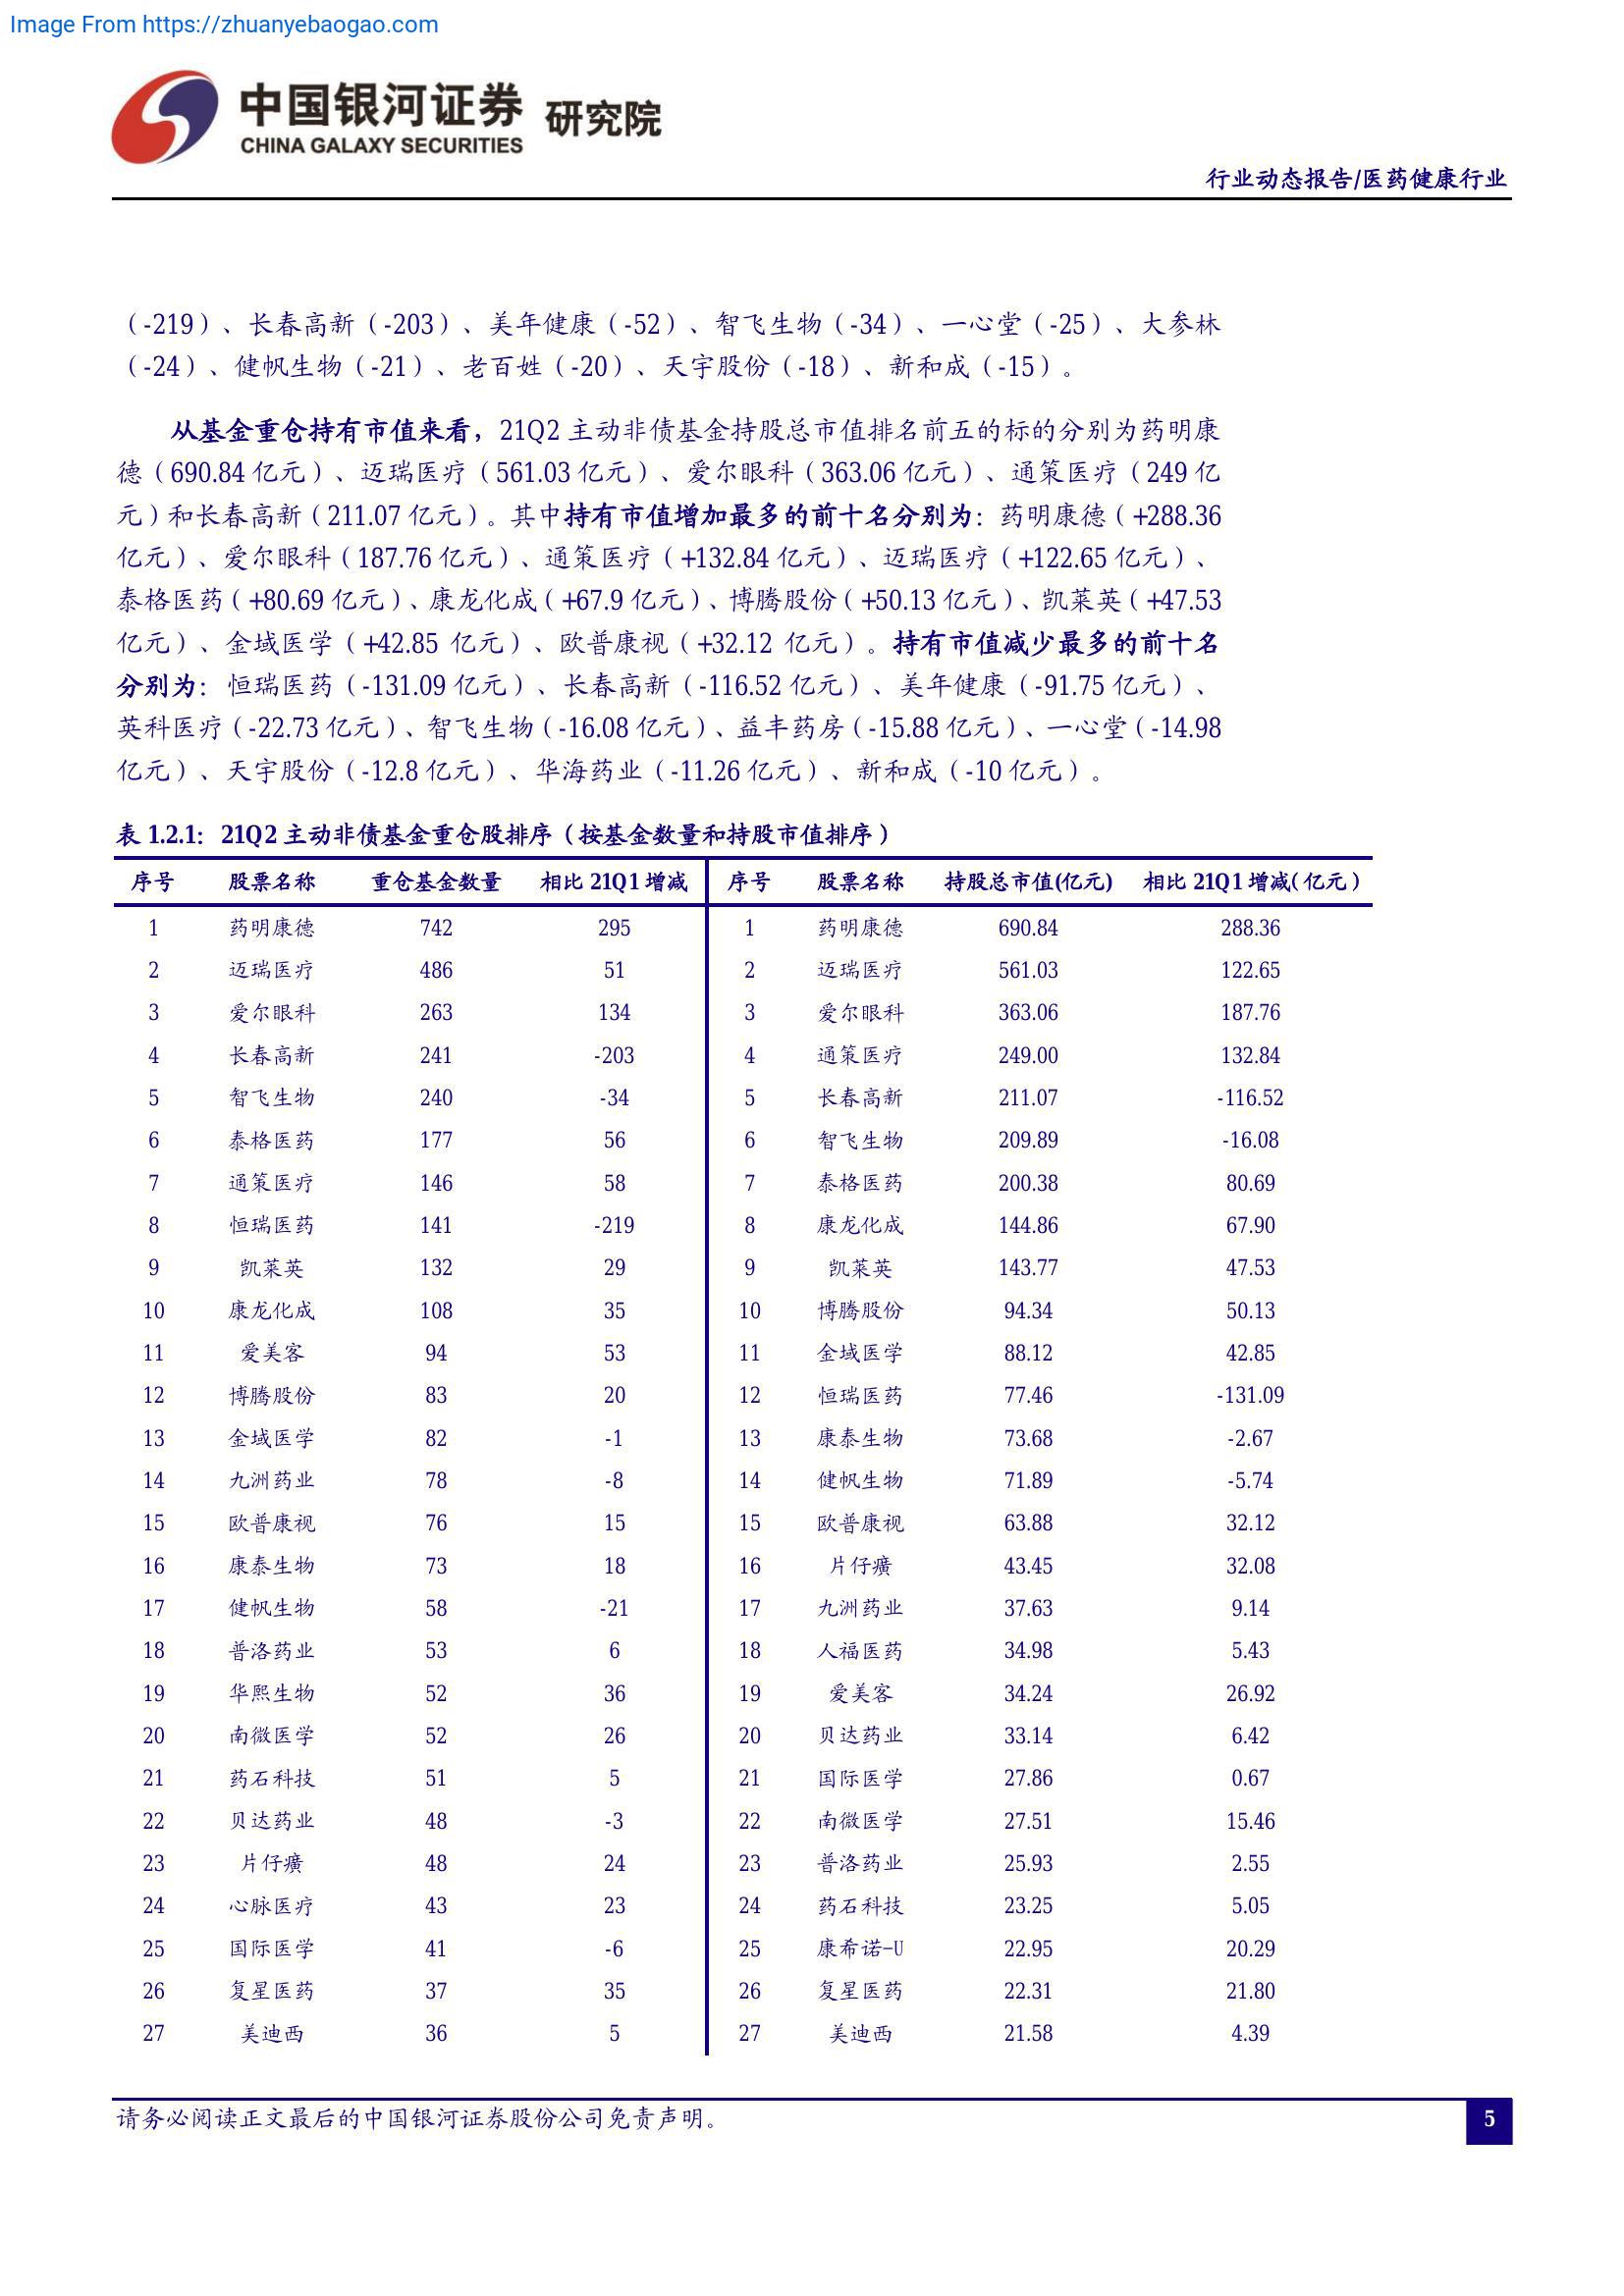 Image From https://zhuanyebaogao.com
中国银河证券 研究院
CHINA GALAXY SECURITIES
行业动态报告/医药健康行业
（-219）、长春高新（-203）、美年健康（-52）、智飞生物（-34）、一心堂（-25）、大参林
（-24）、健帆生物（-21）、老百姓（-20）、天宇股份（-18）、新和成（-15）。
从基金重仓持有市值来看，21Q2 主动非债基金持股总市值排名前五的标的分别为药明康
德（690.84 亿元）、迈瑞医疗（561.03 亿元）、爱尔眼科（363.06 亿元）、通策医疗（249 亿
元）和长春高新（211.07 亿元）。其中持有市值增加最多的前十名分别为：药明康德（+288.36
亿元）、爱尔眼科（187.76 亿元）、通策医疗（+132.84 亿元）、迈瑞医疗（+122.65 亿元）、
泰格医药（+80.69 亿元）、康龙化成（+67.9 亿元）、博腾股份（+50.13 亿元）、凯莱英（+47.53
亿元）、金域医学（+42.85 亿元）、欧普康视（+32.12 亿元）。持有市值减少最多的前十名
分别为：恒瑞医药（-131.09 亿元）、长春高新（-116.52 亿元）、美年健康（-91.75 亿元）、
英科医疗（-22.73 亿元）、智飞生物（-16.08 亿元）、益丰药房（-15.88 亿元）、一心堂（-14.98
亿元）、天宇股份（-12.8 亿元）、华海药业（-11.26 亿元）、新和成（-10 亿元）。
表 1.2.1：21Q2 主动非债基金重仓股排序（按基金数量和持股市值排序）
序号 股票名称 重仓基金数量 相比 21Q1 增减 序号 股票名称 持股总市值(亿元) 相比 21Q1 增减（亿元）
1 药明康德 742 295 1 药明康德 690.84 288.36
2 迈瑞医疗 486 51 2 迈瑞医疗 561.03 122.65
3 爱尔眼科 263 134 3 爱尔眼科 363.06 187.76
4 长春高新 241 -203 4 通策医疗 249.00 132.84
5 智飞生物 240 -34 5 长春高新 211.07 -116.52
6 泰格医药 177 56 6 智飞生物 209.89 -16.08
7 通策医疗 146 58 7 泰格医药 200.38 80.69
8 恒瑞医药 141 -219 8 康龙化成 144.86 67.90
9 凯莱英 132 29 9 凯莱英 143.77 47.53
10 康龙化成 108 35 10 博腾股份 94.34 50.13
11 爱美客 94 53 11 金域医学 88.12 42.85
12 博腾股份 83 20 12 恒瑞医药 77.46 -131.09
13 金域医学 82 -1 13 康泰生物 73.68 -2.67
14 九洲药业 78 -8 14 健帆生物 71.89 -5.74
15 欧普康视 76 15 15 欧普康视 63.88 32.12
16 康泰生物 73 18 16 片仔癀 43.45 32.08
17 健帆生物 58 -21 17 九洲药业 37.63 9.14
18 普洛药业 53 6 18 人福医药 34.98 5.43
19 华熙生物 52 36 19 爱美客 34.24 26.92
20 南微医学 52 26 20 贝达药业 33.14 6.42
21 药石科技 51 5 21 国际医学 27.86 0.67
22 贝达药业 48 -3 22 南微医学 27.51 15.46
23 片仔癀 48 24 23 普洛药业 25.93 2.55
24 心脉医疗 43 23 24 药石科技 23.25 5.05
25 国际医学 41 -6 25 康希诺-U 22.95 20.29
26 复星医药 37 35 26 复星医药 22.31 21.80
27 美迪西 36 5 27 美迪西 21.58 4.39
请务必阅读正文最后的中国银河证券股份公司免责声明。
5